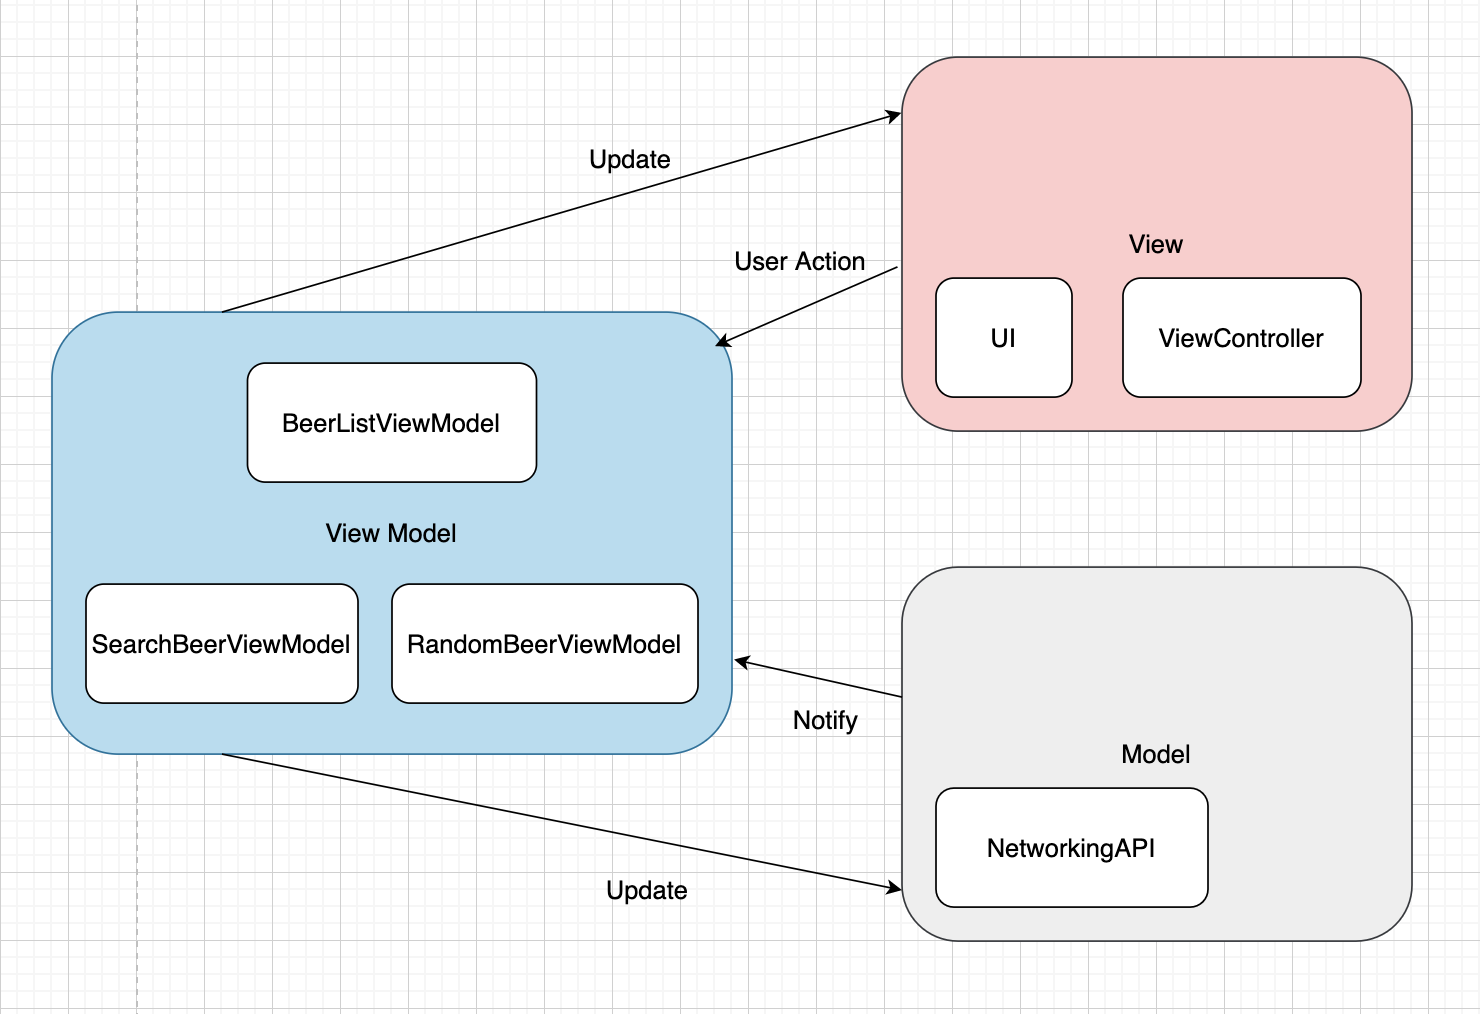 Update
User Action
View
UI
ViewController
BeerListViewModel
View Model
SearchBeerViewModel
RandomBeerViewModel
Notify
Model
NetworkingAPI
Update